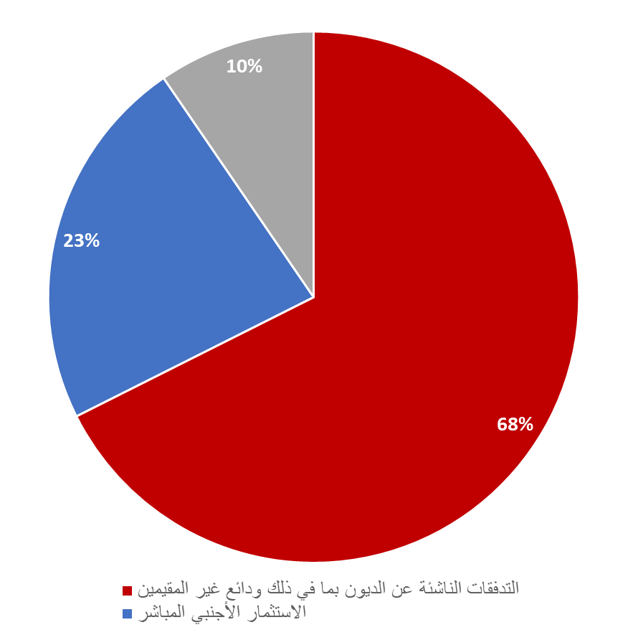 10%
23%
68%
التدفقات الناشئة عن الديون بما في ذلك ودائع غير المقيمين
الاستثمار الأجنبي المباشر